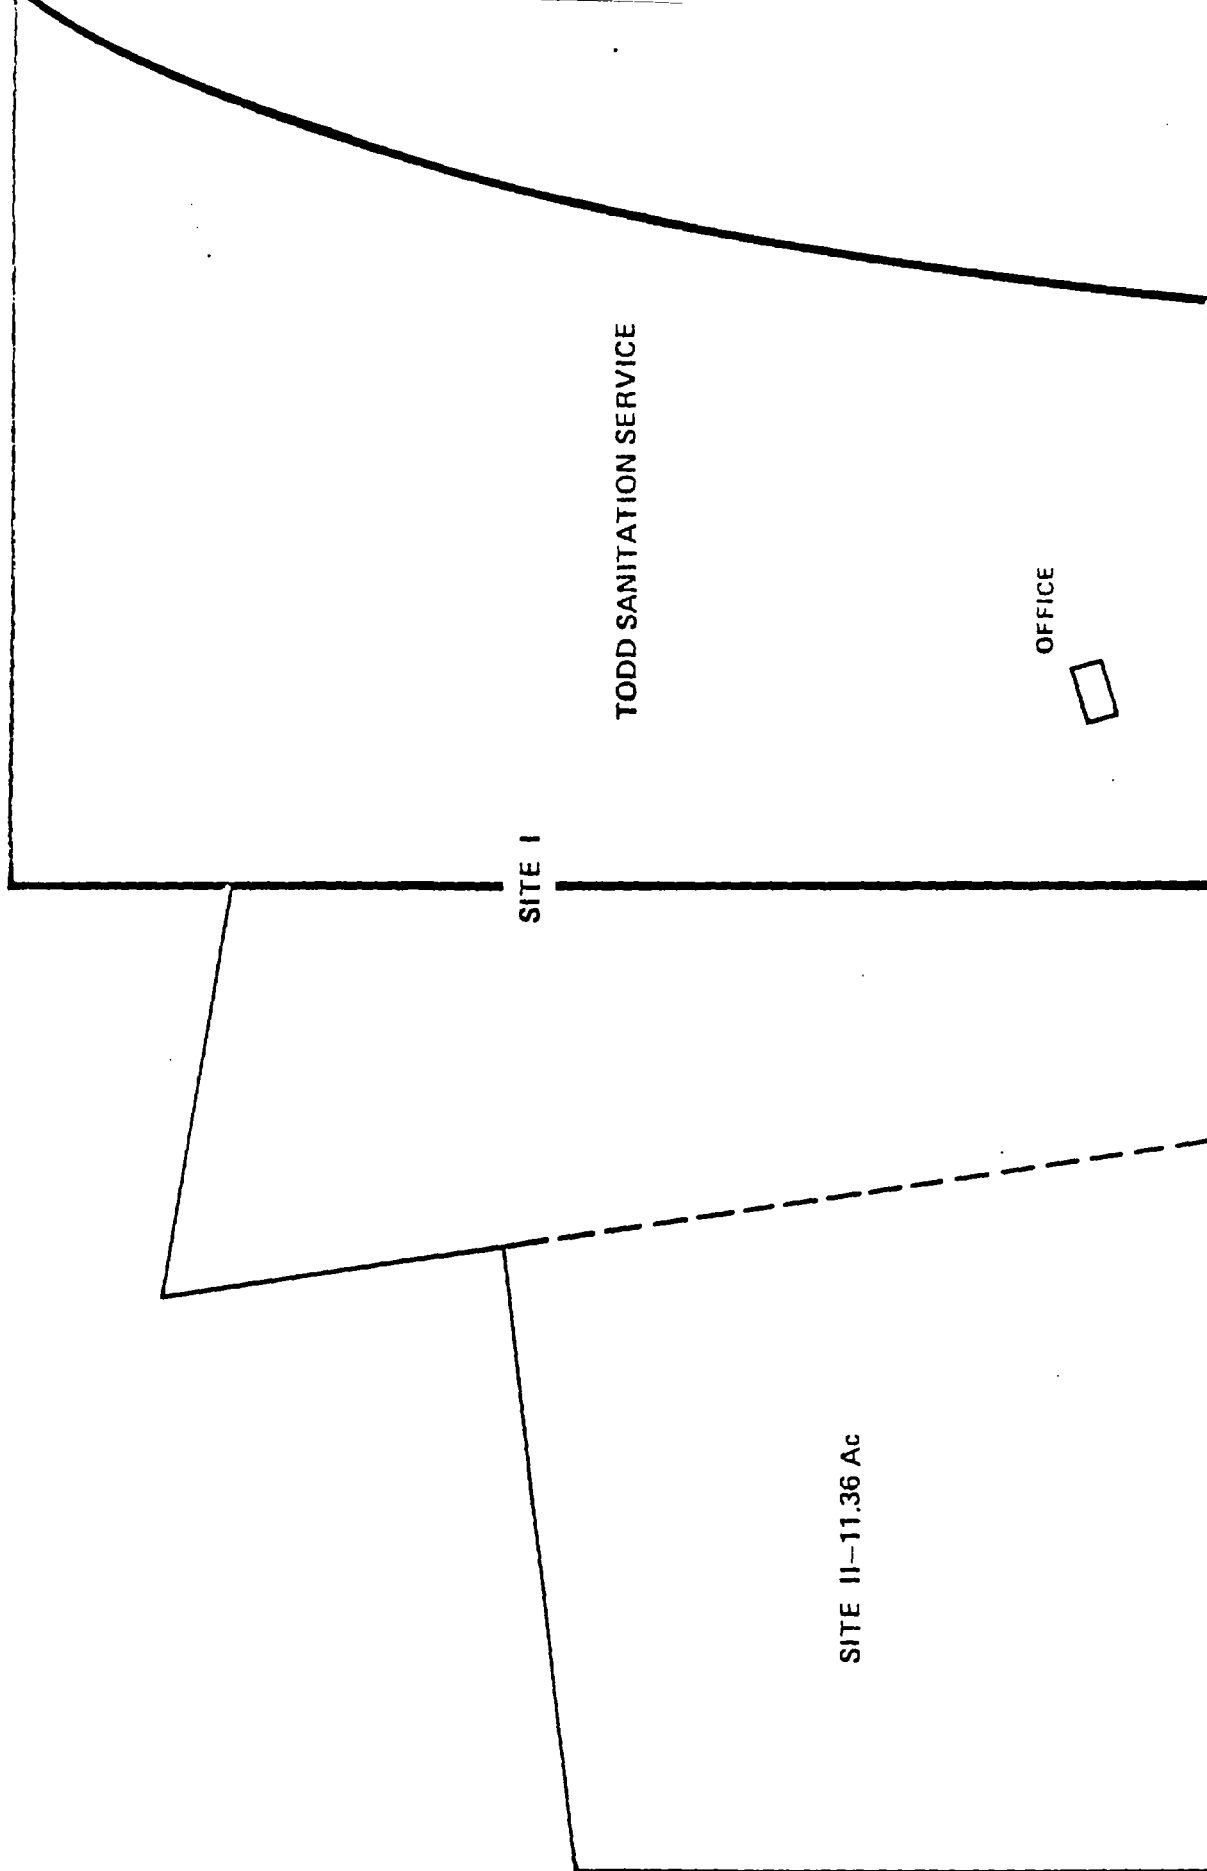 TODD SANITATION SERVICE
OFFICE
SITE I
SITE II–11.36 Ac